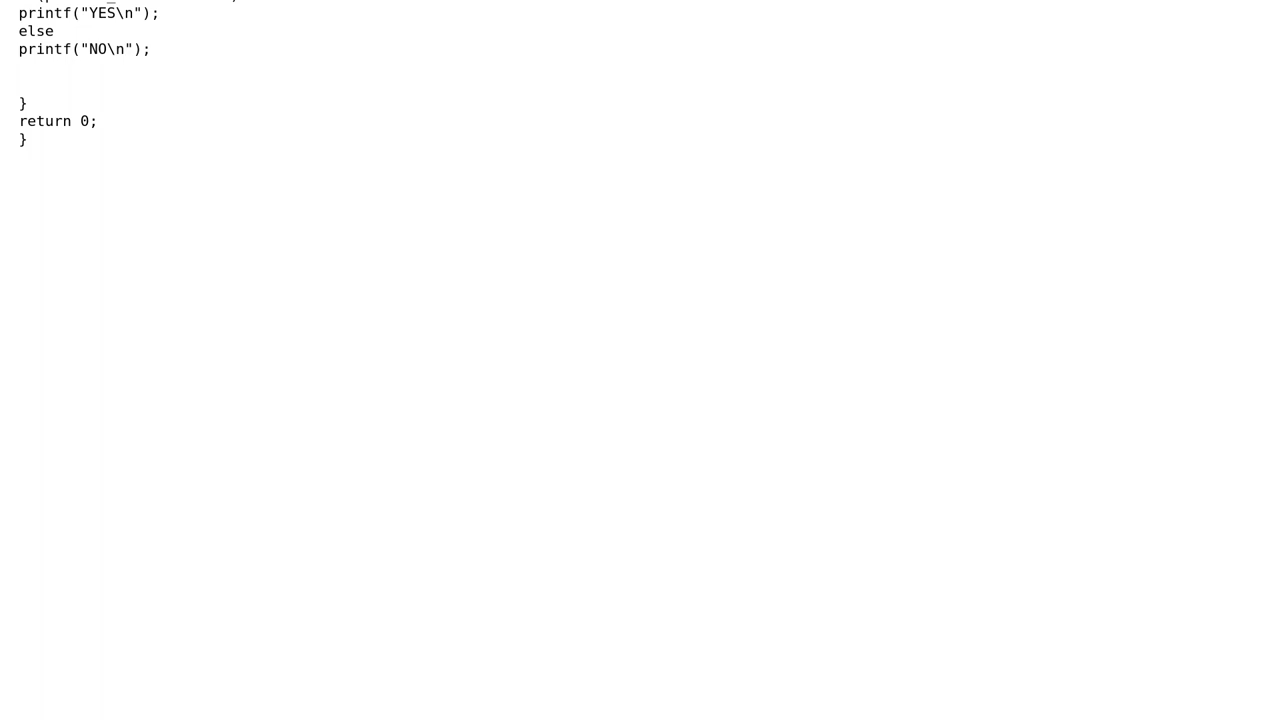 printf("YES\n");
else
printf("NO\n");
}
return 0;
}